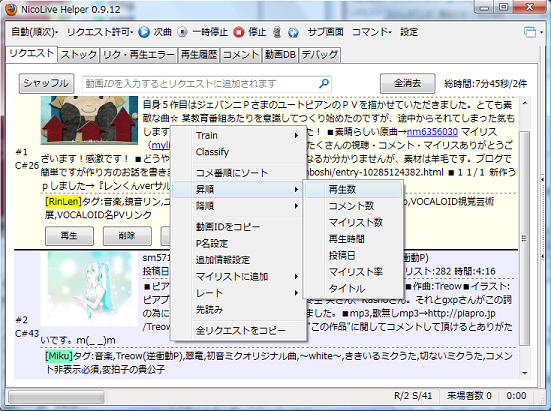 NicoLive Helper 0.9.12
自動(順次) リクエスト許可 次曲 一時停止 停止 サブ画面 コマンド 設定
リクエスト ストック リク・再生エラー 再生履歴 コメント 動画DB デバッグ
シャッフル 動画IDを入力するとリクエストに追加されます 全消去 総時間:7分45秒/2件
自身５作目はジェバンニＰさまのユートピアンのＰＶを描かせていただきました。とても素
敵な曲☆ 某教育番組あたりを意識してつくり始めたのですが、途中からそれてしまった気も
します
た！ ■素晴らしい原曲→nm6356030 マイリス
#1
C#26
たくさんの視聴・コメント・マイリスありがとうご
ざいます！感激です！ ■どうや
なるか分かりませんが、素材は羊毛です。ブログで
簡単ですが作り方のお話を書きま
boshi/entry-10285124382.html ■１１/１ 新作う
pしました→『レンくんverサル
[RinLen]タグ:音楽,鏡音リン,ユ
,VOCALOID視覚芸術
展,VOCALOID名PVリンク
再生 削除
Train
Classify
コメ番順にソート
昇順
降順
動画IDをコピー
P名設定
追加情報設定
マイリストに追加
レート
先読み
全リクエストをコピー
再生数
コメント数
マイリスト数
再生時間
投稿日
マイリスト率
タイトル
sm571
動P)
投稿日
リスト:282 時間:4:16
■ピア
■作曲:Treow■イラスト:
ピアプ
Kasno さん。それとgxpさんがこの詞
#2
C#43
の為に
ました。■mp3,歌無しmp3→http://piapro.jp
/Treow
"この作品"に関してコメントして頂けるとありがた
いです。m(_ _)m
[Miku]タグ:音楽,Treow(逆衝動P),翠竜,初音ミクオリジナル曲,～white～,ききいるミクうた,切ないミクうた,コメ
ント非表示必須,変拍子の貴公子
R/2 S/41 来場者数 0 0:00